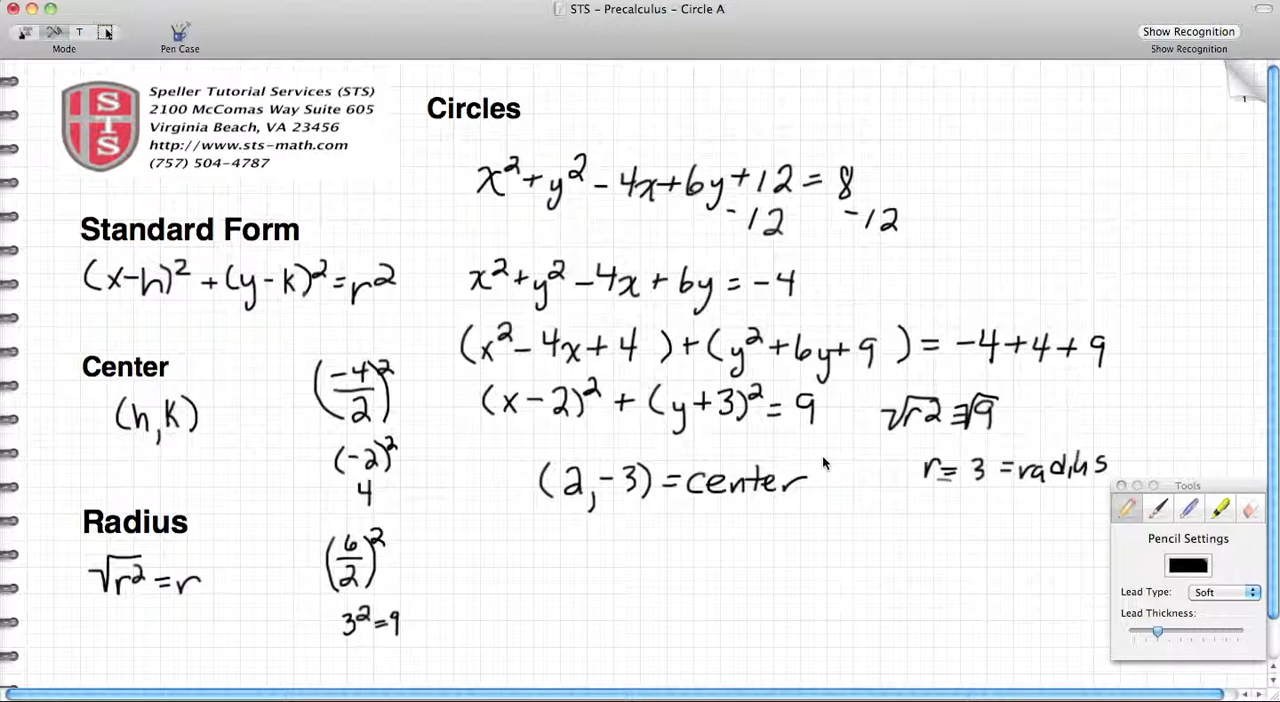 STS - Precalculus - Circle A
Mode
Pen Case
Show Recognition
Show Recognition
1
STS
Speller Tutorial Services (STS)
2100 McComas Way Suite 605
Virginia Beach, VA 23456
http://www.sts-math.com
(757) 504-4787
Standard Form
(x-h)² + (y-k)² = r²
Center
(h,k)
Radius
√r² = r
(-4/2)²
(-2)²
4
(6/2)²
3² = 9
Circles
x² + y² - 4x + 6y + 12 = 8
-12 -12
x² + y² - 4x + 6y = -4
(x² - 4x + 4 ) + (y² + 6y + 9 ) = -4 + 4 + 9
(x - 2)² + (y + 3)² = 9
√r² = √9
(2, -3) = center
r = 3 = radius
Tools
Pencil Settings
Lead Type: Soft
Lead Thickness: